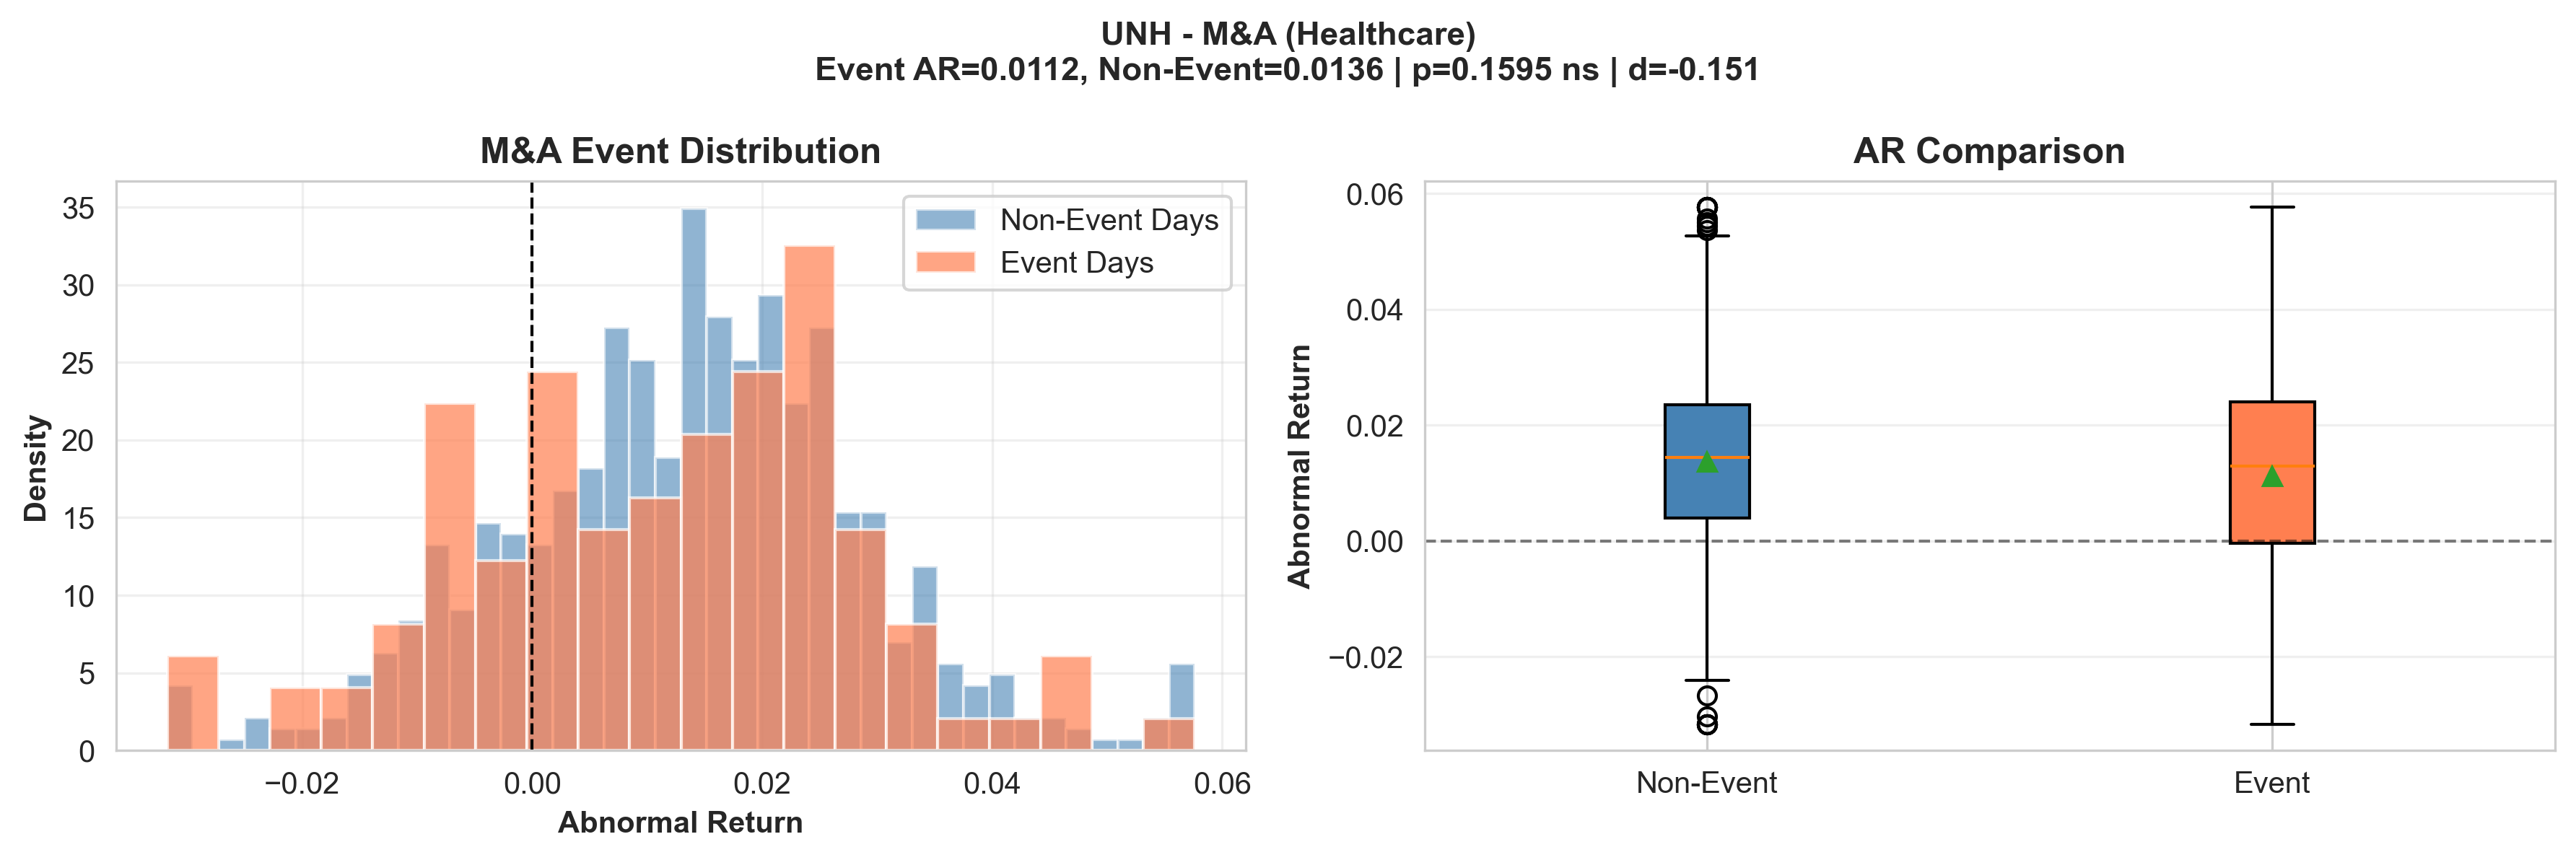 UNH - M&A (Healthcare)
Event AR=0.0112, Non-Event=0.0136 | p=0.1595 ns | d=-0.151
M&A Event Distribution
Density
35
30
25
20
15
10
5
0
Non-Event Days
Event Days
−0.02
0.00
0.02
0.04
0.06
Abnormal Return
AR Comparison
Abnormal Return
0.06
0.04
0.02
0.00
−0.02
Non-Event
Event